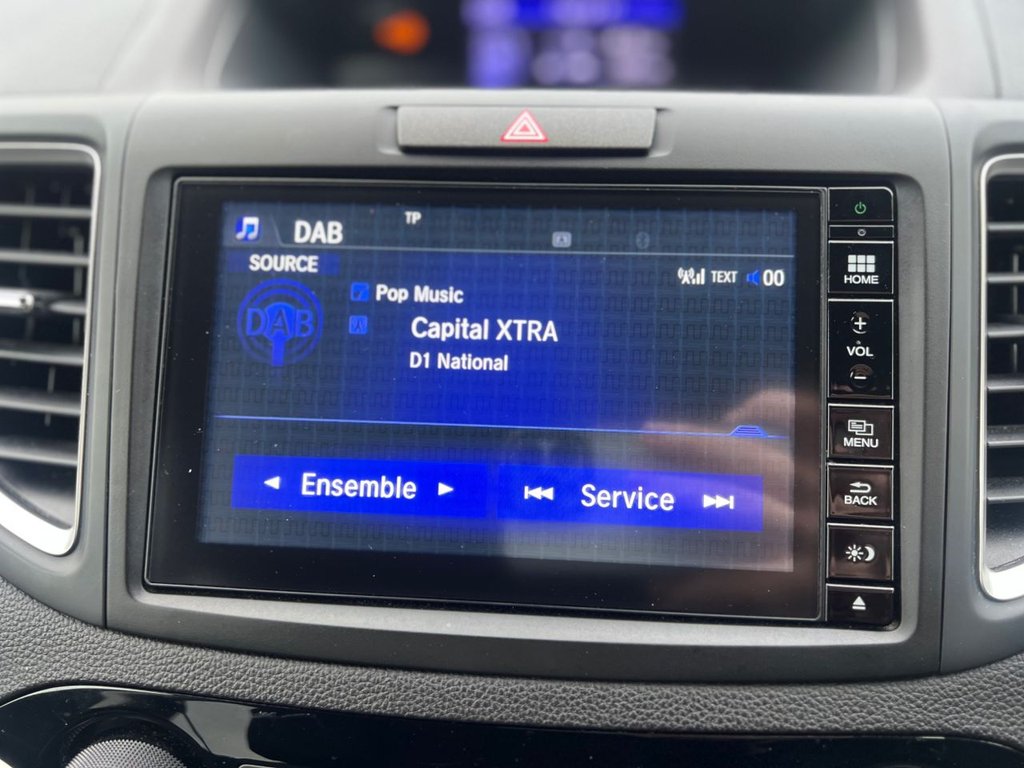 DAB TP
SOURCE
TEXT 00
DAB
Pop Music
Capital XTRA
D1 National
Ensemble
Service
HOME
+
VOL
−
MENU
BACK